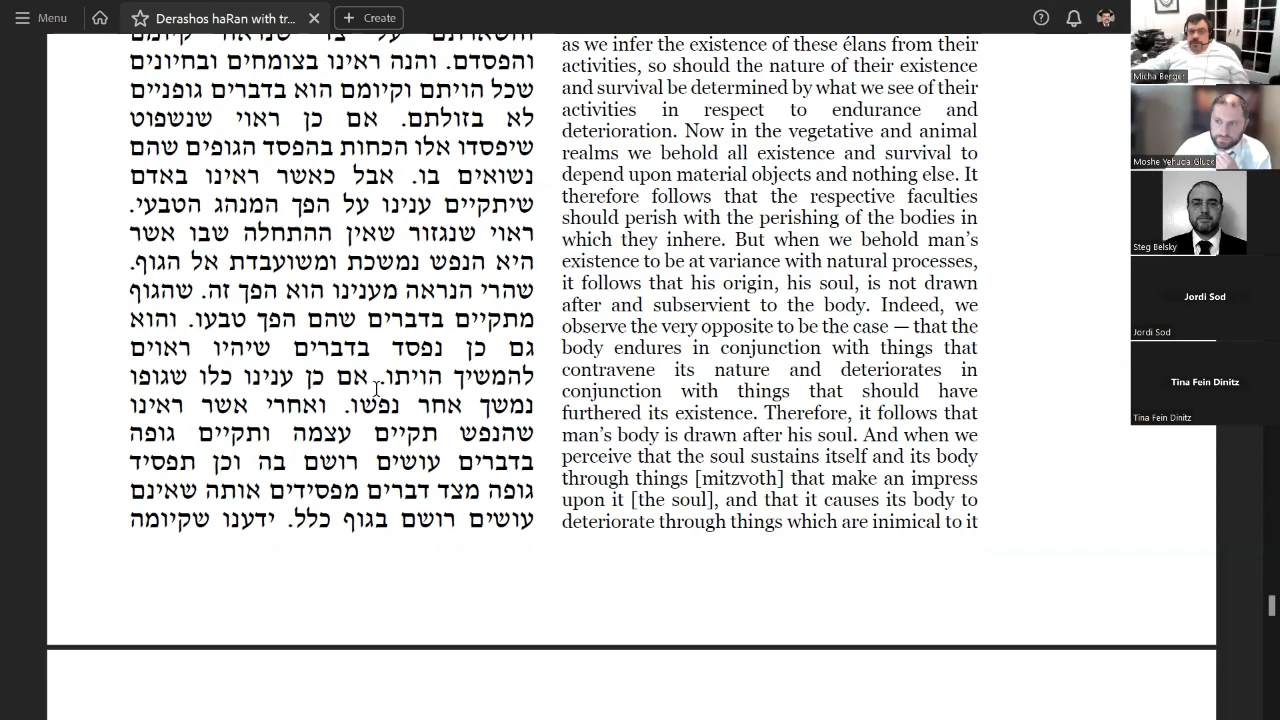 Menu
Derashos haRan with tr...
Create
והפסדם. והנה ראינו בצומחים ובחיונים
שכל הויתם וקיומם הוא בדברים גופניים
לא בזולתם. אם כן ראוי שנשפוט
שיפסדו אלו הכחות בהפסד הגופים שהם
נשואים בו. אבל כאשר ראינו באדם
שיתקיים ענינו על הפך המנהג הטבעי.
ראוי שנגזור שאין ההתחלה שבו אשר
היא הנפש נמשכת ומשועבדת אל הגוף.
שהרי הנראה מענינו הוא הפך זה. שהגוף
מתקיים בדברים שהם הפך טבעו. והוא
גם כן נפסד בדברים שיהיו ראוים
להמשיך הויתו. אם כן ענינו כלו שגופו
נמשך אחר נפשו. ואחרי אשר ראינו
שהנפש תקיים עצמה ותקיים גופה
בדברים עושים רושם בה וכן תפסיד
גופה מצד דברים מפסידים אותה שאינם
עושים רושם בגוף כלל. ידענו שקיומה
as we infer the existence of these élans from their
activities, so should the nature of their existence
and survival be determined by what we see of their
activities in respect to endurance and
deterioration. Now in the vegetative and animal
realms we behold all existence and survival to
depend upon material objects and nothing else. It
therefore follows that the respective faculties
should perish with the perishing of the bodies in
which they inhere. But when we behold man's
existence to be at variance with natural processes,
it follows that his origin, his soul, is not drawn
after and subservient to the body. Indeed, we
observe the very opposite to be the case — that the
body endures in conjunction with things that
contravene its nature and deteriorates in
conjunction with things that should have
furthered its existence. Therefore, it follows that
man's body is drawn after his soul. And when we
perceive that the soul sustains itself and its body
through things [mitzvoth] that make an impress
upon it [the soul], and that it causes its body to
deteriorate through things which are inimical to it
Micha Berger
Moshe Yehuda Gluck
Steg Belsky
Jordi Sod
Jordi Sod
Tina Fein Dinitz
Tina Fein Dinitz